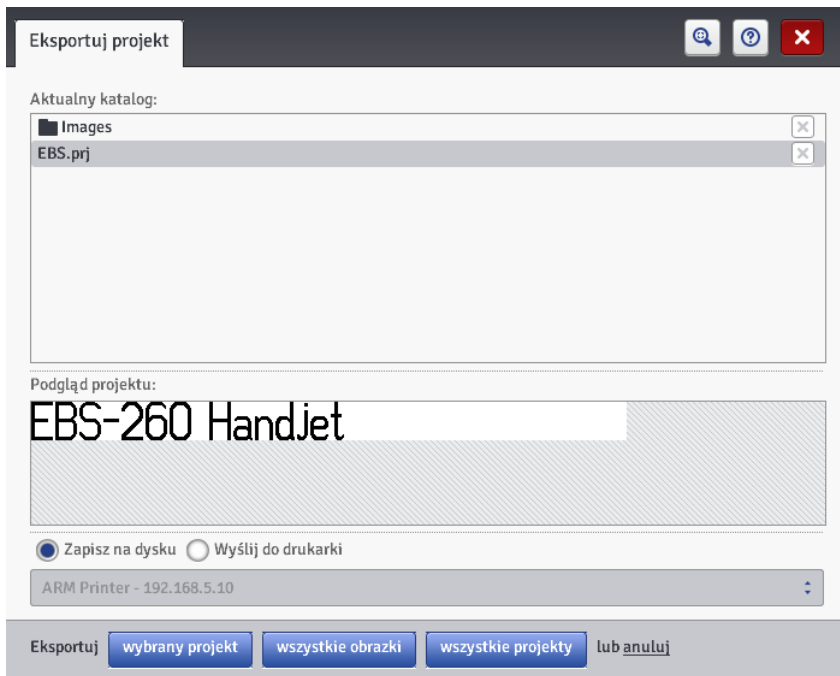 Eksportuj projekt
Aktualny katalog:
Images
EBS.prj
Podgląd projektu:
EBS-260 Handjet
Zapisz na dysku Wyślij do drukarki
ARM Printer - 192.168.5.10
Eksportuj wybrany projekt wszystkie obrazki wszystkie projekty lub anuluj